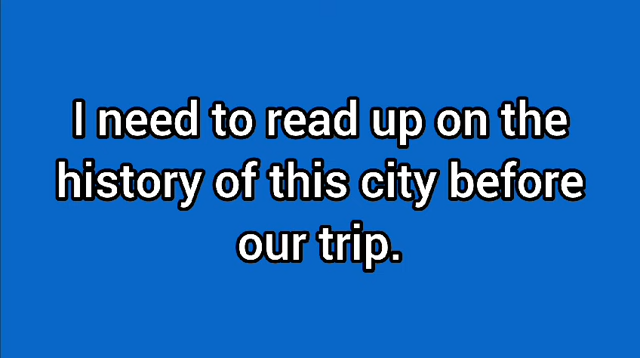 I need to read up on the
history of this city before
our trip.